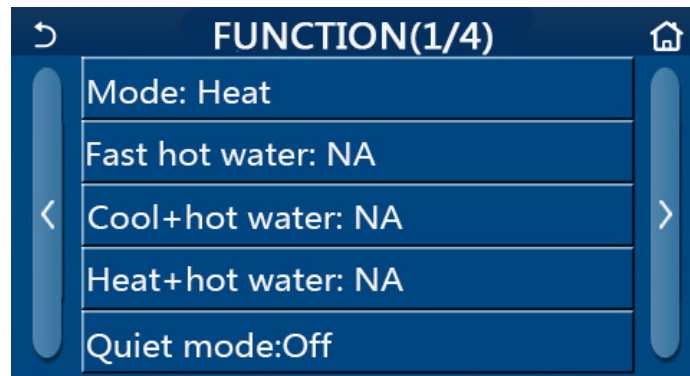 FUNCTION(1/4)
Mode: Heat
Fast hot water: NA
Cool+hot water: NA
Heat+hot water: NA
Quiet mode:Off